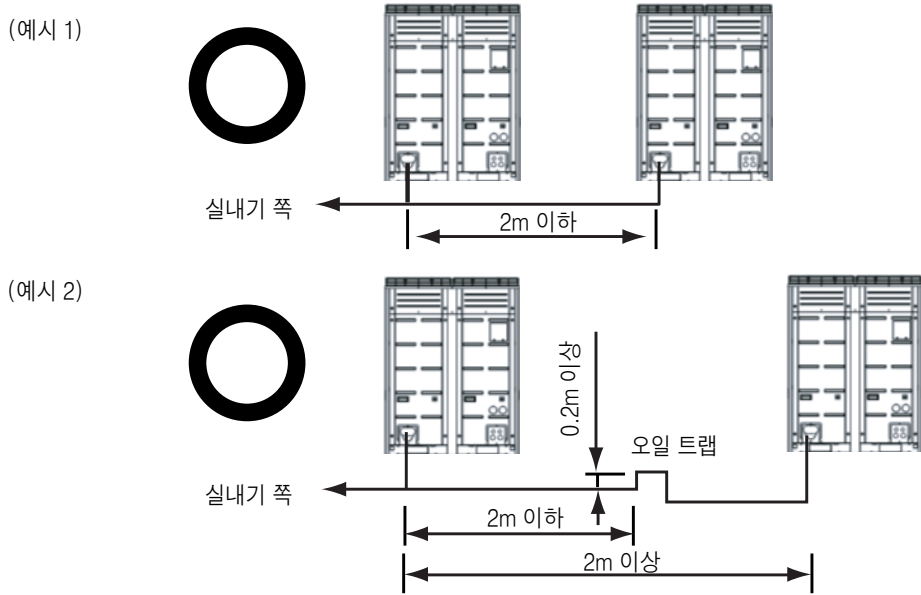 (예시 1)
실내기 쪽
2m 이하
(예시 2)
0.2m 이상
오일 트랩
실내기 쪽
2m 이하
2m 이상